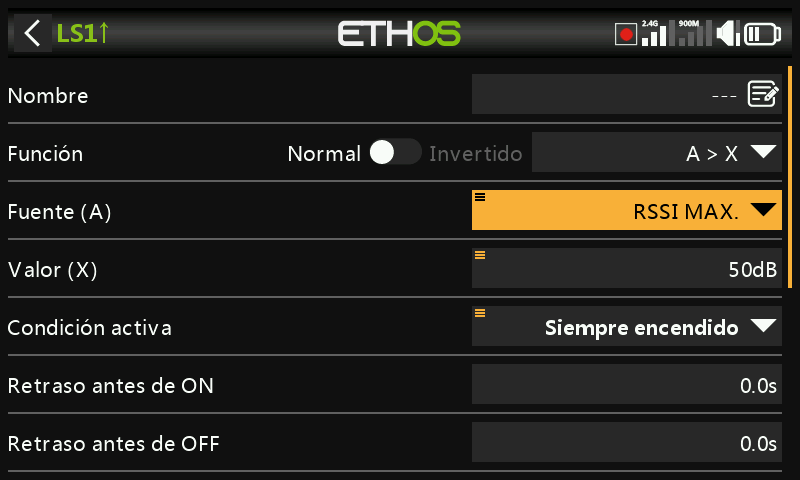 LS1↑ ETHOS 2.4G 900M
Nombre ---
Función Normal Invertido A > X
Fuente (A) RSSI MAX.
Valor (X) 50dB
Condición activa Siempre encendido
Retraso antes de ON 0.0s
Retraso antes de OFF 0.0s